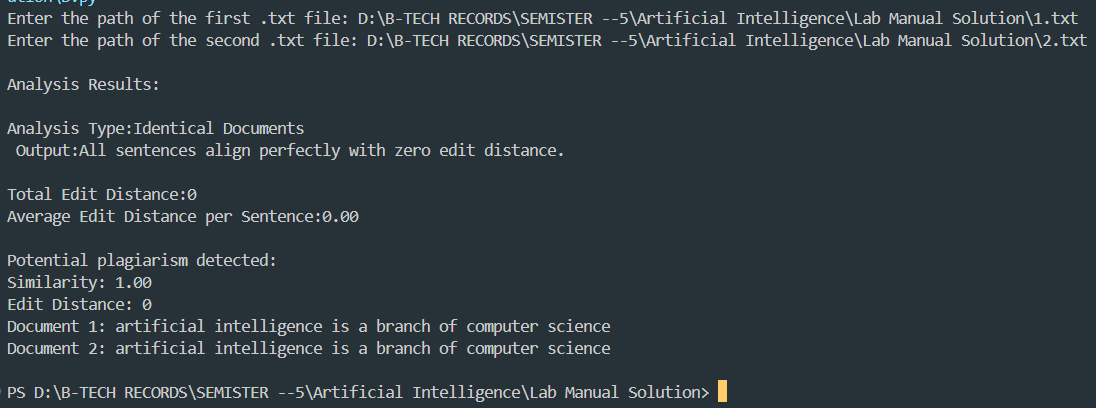 ution\D.py
Enter the path of the first .txt file: D:\B-TECH RECORDS\SEMISTER --5\Artificial Intelligence\Lab Manual Solution\1.txt
Enter the path of the second .txt file: D:\B-TECH RECORDS\SEMISTER --5\Artificial Intelligence\Lab Manual Solution\2.txt
Analysis Results:
Analysis Type:Identical Documents
Output:All sentences align perfectly with zero edit distance.
Total Edit Distance:0
Average Edit Distance per Sentence:0.00
Potential plagiarism detected:
Similarity: 1.00
Edit Distance: 0
Document 1: artificial intelligence is a branch of computer science
Document 2: artificial intelligence is a branch of computer science
PS D:\B-TECH RECORDS\SEMISTER --5\Artificial Intelligence\Lab Manual Solution>